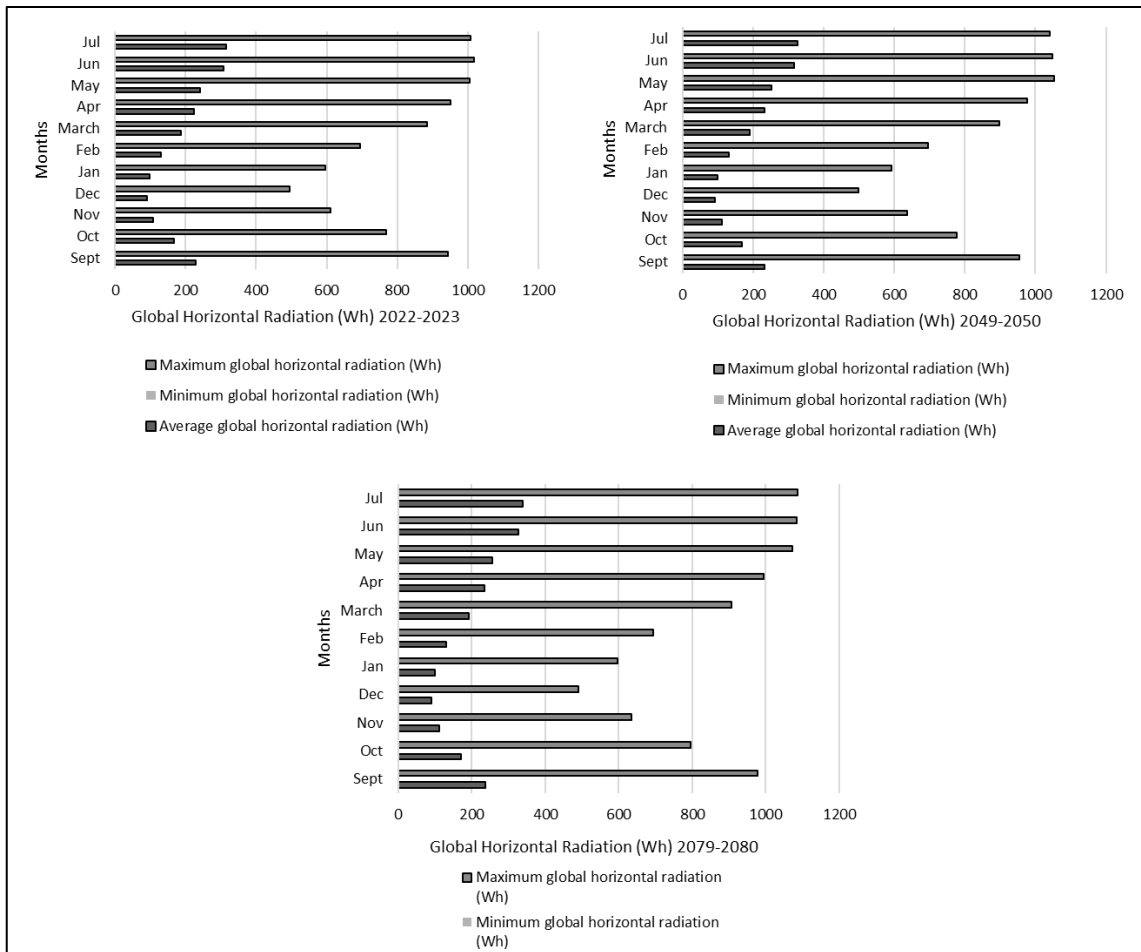 Months
Jul
Jun
May
Apr
March
Feb
Jan
Dec
Nov
Oct
Sept
0 200 400 600 800 1000 1200
Global Horizontal Radiation (Wh) 2022-2023
Maximum global horizontal radiation (Wh)
Minimum global horizontal radiation (Wh)
Average global horizontal radiation (Wh)
Months
Jul
Jun
May
Apr
March
Feb
Jan
Dec
Nov
Oct
Sept
0 200 400 600 800 1000 1200
Global Horizontal Radiation (Wh) 2049-2050
Maximum global horizontal radiation (Wh)
Minimum global horizontal radiation (Wh)
Average global horizontal radiation (Wh)
Months
Jul
Jun
May
Apr
March
Feb
Jan
Dec
Nov
Oct
Sept
0 200 400 600 800 1000 1200
Global Horizontal Radiation (Wh) 2079-2080
Maximum global horizontal radiation
(Wh)
Minimum global horizontal radiation
(Wh)